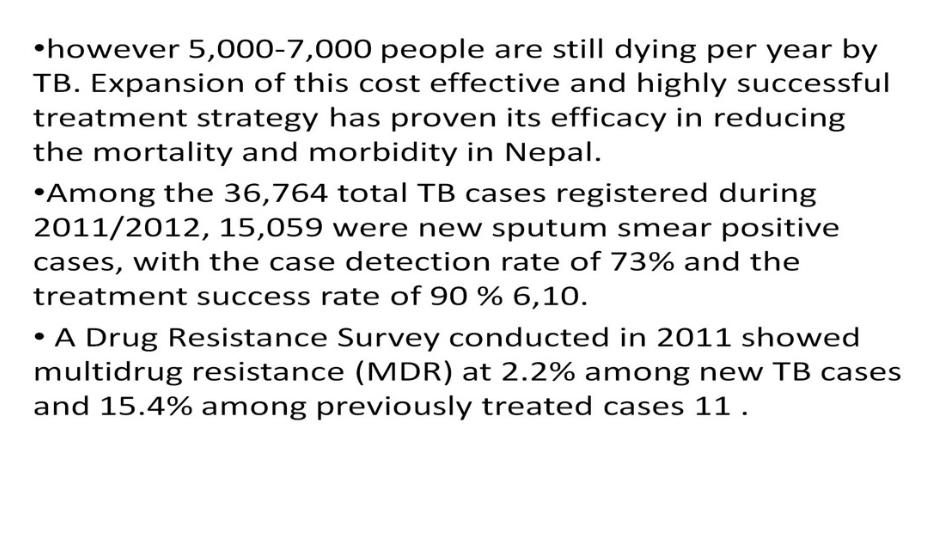 •however 5,000-7,000 people are still dying per year by
TB. Expansion of this cost effective and highly successful
treatment strategy has proven its efficacy in reducing
the mortality and morbidity in Nepal.
•Among the 36,764 total TB cases registered during
2011/2012, 15,059 were new sputum smear positive
cases, with the case detection rate of 73% and the
treatment success rate of 90 % 6,10.
• A Drug Resistance Survey conducted in 2011 showed
multidrug resistance (MDR) at 2.2% among new TB cases
and 15.4% among previously treated cases 11 .